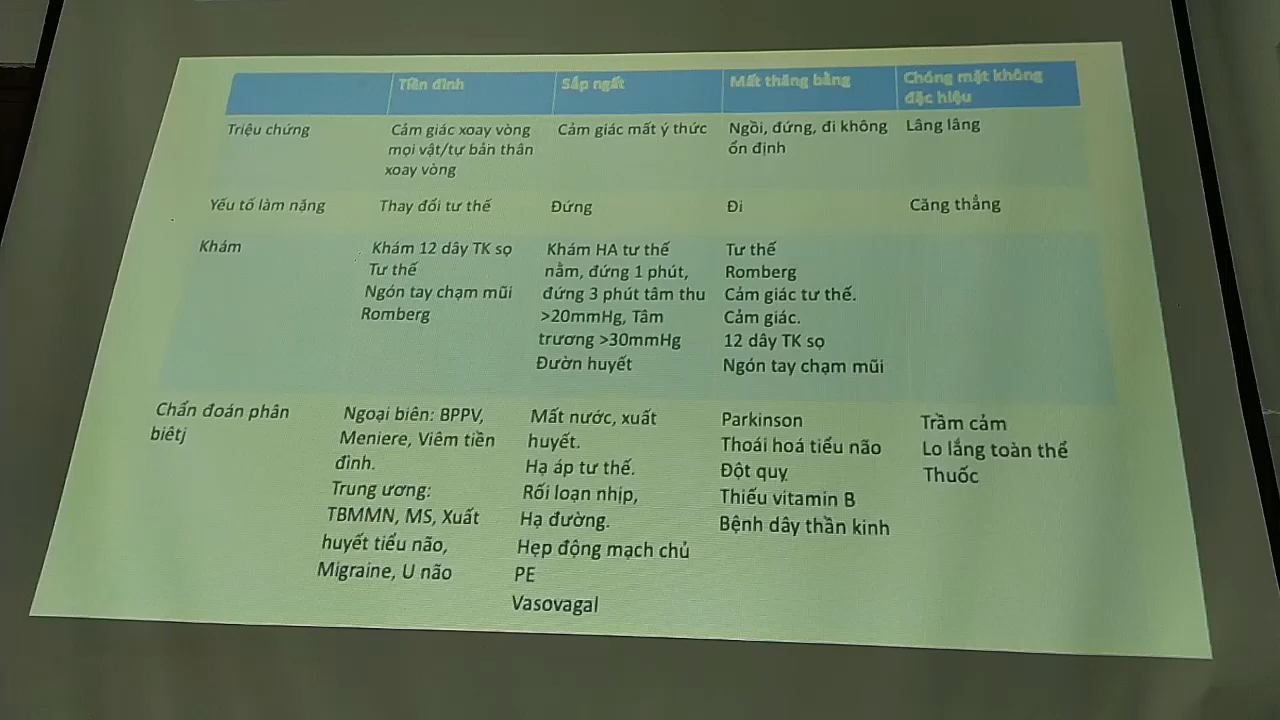 Tiền đình
Sắp ngất
Mất thăng bằng
Chóng mặt không
đặc hiệu
Triệu chứng
Cảm giác xoay vòng
mọi vật/tự bản thân
xoay vòng
Cảm giác mất ý thức
Ngồi, đứng, đi không
ổn định
Lâng lâng
Yếu tố làm nặng
Thay đổi tư thế
Đứng
Đi
Căng thẳng
Khám
Khám 12 dây TK sọ
Tư thế
Ngón tay chạm mũi
Romberg
Khám HA tư thế
nằm, đứng 1 phút,
đứng 3 phút tâm thu
>20mmHg, Tâm
trương >30mmHg
Đườn huyết
Tư thế
Romberg
Cảm giác tư thế.
Cảm giác.
12 dây TK sọ
Ngón tay chạm mũi
Chẩn đoán phân
biêtj
Ngoại biên: BPPV,
Meniere, Viêm tiền
đình.
Trung ương:
TBMMN, MS, Xuất
huyết tiểu não,
Migraine, U não
Mất nước, xuất
huyết.
Hạ áp tư thế.
Rối loạn nhịp,
Hạ đường.
Hẹp động mạch chủ
PE
Vasovagal
Parkinson
Thoái hoá tiểu não
Đột quỵ
Thiếu vitamin B
Bệnh dây thần kinh
Trầm cảm
Lo lắng toàn thể
Thuốc